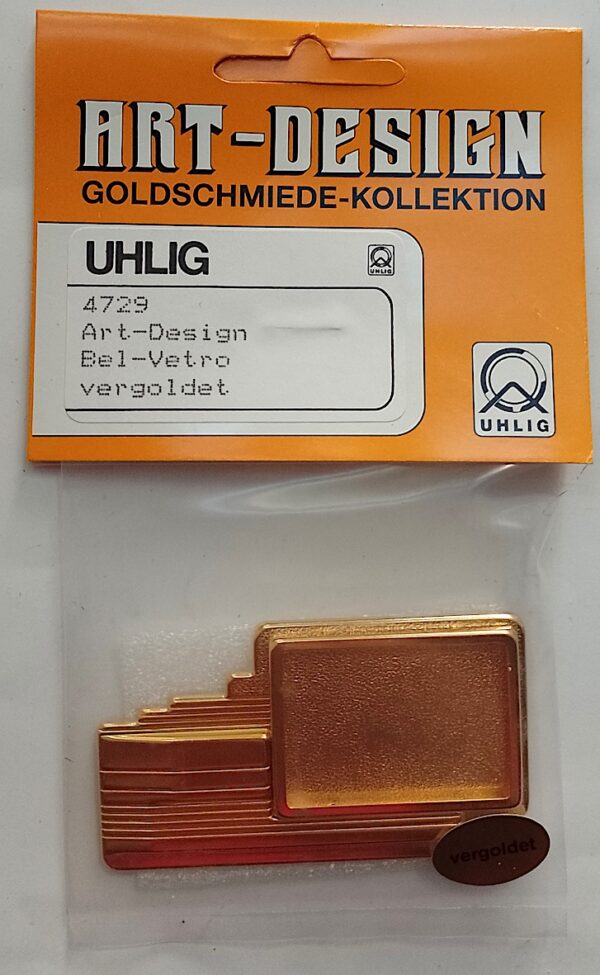 ART-DESIGN
GOLDSCHMIEDE-KOLLEKTION
UHLIG
UHLIG
4729
Art-Design
Bel-Vetro
vergoldet
UHLIG
vergoldet